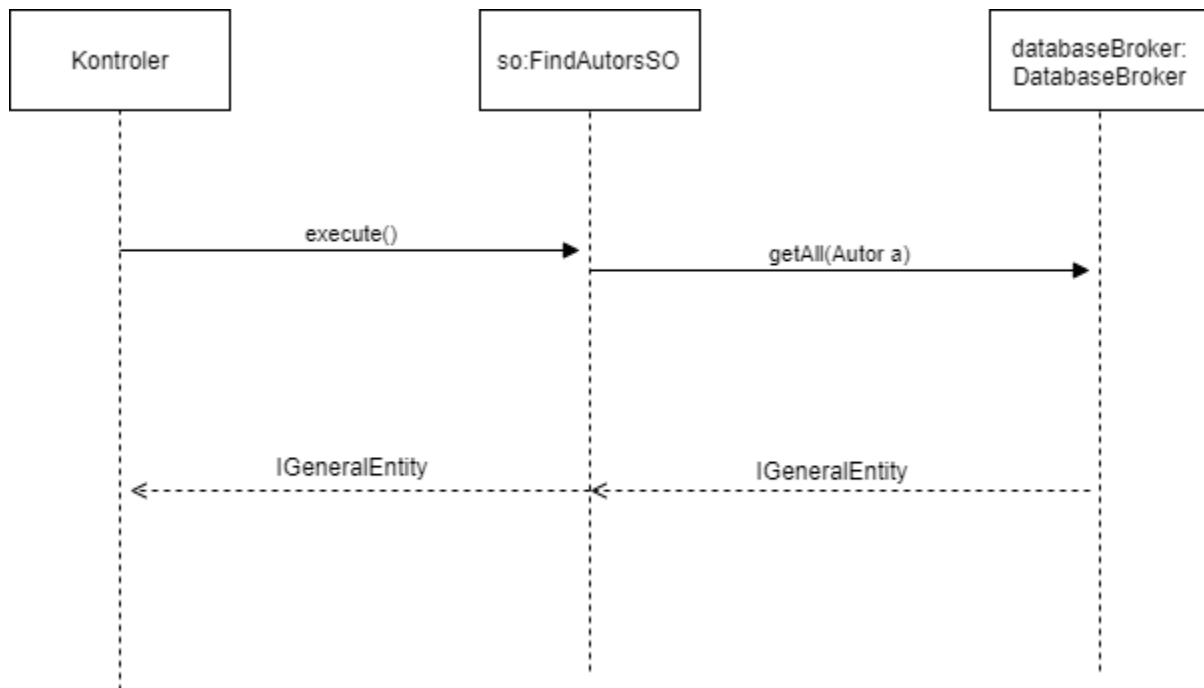 Kontroler
so:FindAutorsSO
databaseBroker:
DatabaseBroker
execute()
getAll(Autor a)
IGeneralEntity
IGeneralEntity